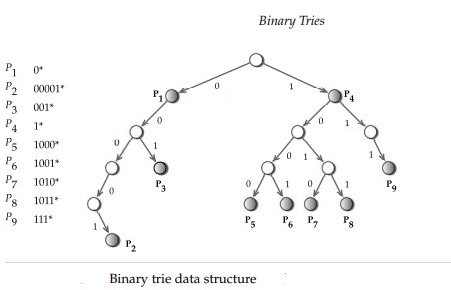 Binary Tries
P1 0*
P2 00001*
P3 001*
P4 1*
P5 1000*
P6 1001*
P7 1010*
P8 1011*
P9 111*
0 1
P1 P4
0 0 1
0 1 0 1 1
P3 P9
0 0 1 0 1
P5 P6 P7 P8
1
P2
Binary trie data structure